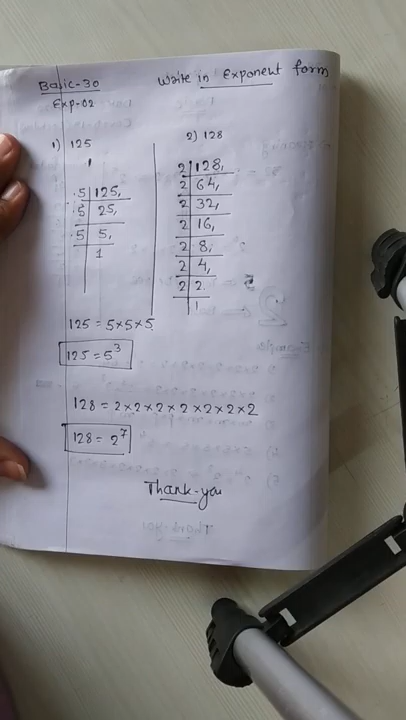 Basic-30 Write in Exponent form
Exp-02
1) 125
5 125,
5 25,
5 5,
1
2) 128
2 128,
2 64,
2 32,
2 16,
2 8,
2 4,
2 2
1
125 = 5×5×5
125 = 5³
128 = 2×2×2×2×2×2×2
128 = 2⁷
Thank-you